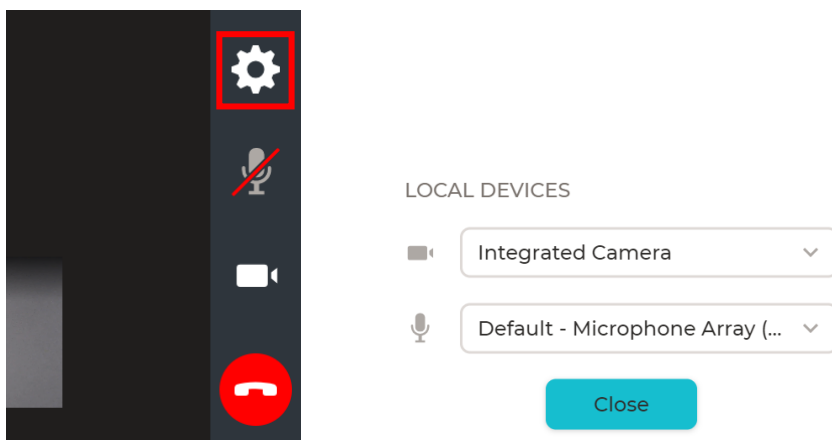 LOCAL DEVICES
Integrated Camera
Default - Microphone Array (...
Close